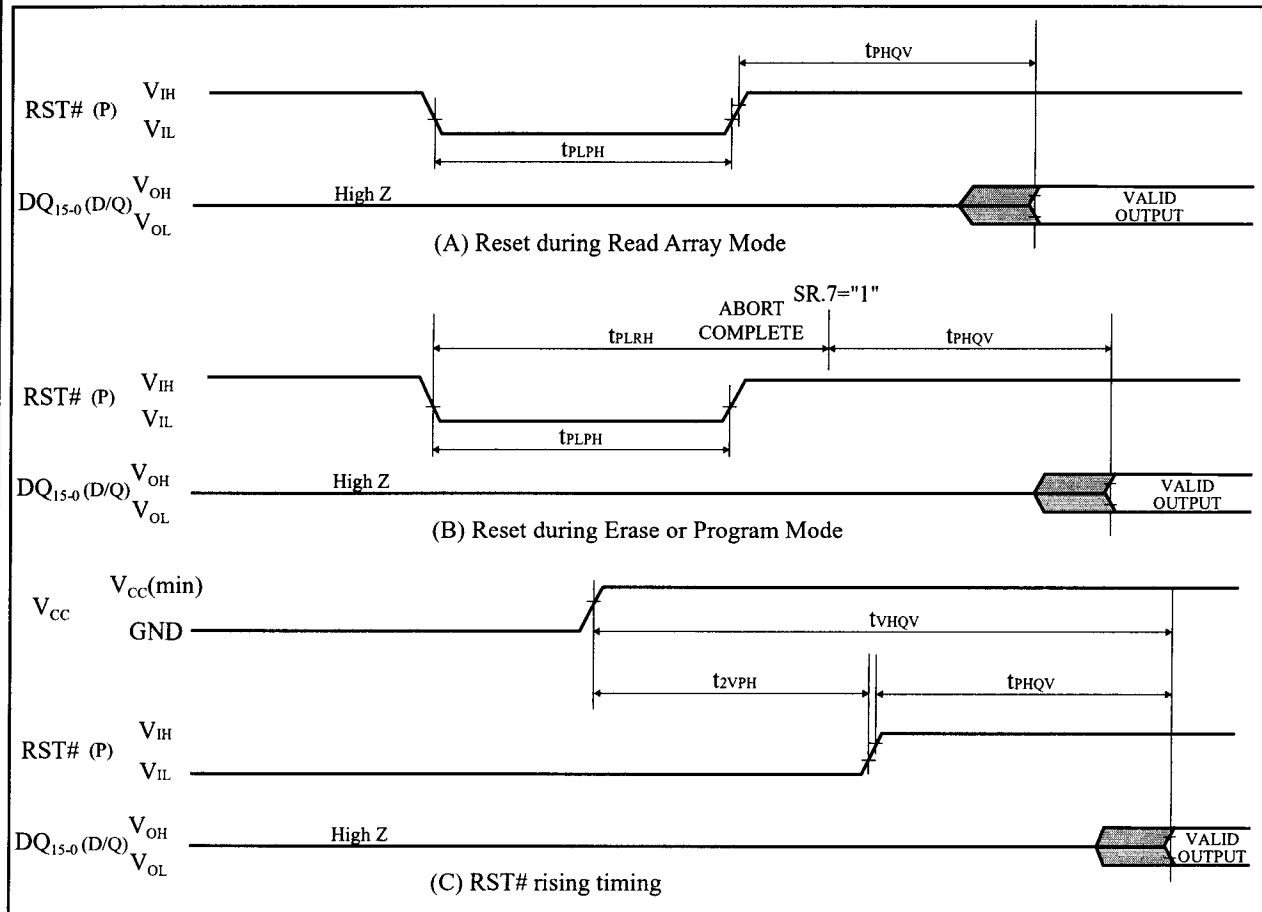 tPHQV
RST# (P)
VIH
VIL
tPLPH
DQ15-0 (D/Q)
VOH
VOL
High Z
VALID
OUTPUT
(A) Reset during Read Array Mode
SR.7="1"
ABORT
COMPLETE
tPLRH
tPHQV
RST# (P)
VIH
VIL
tPLPH
DQ15-0 (D/Q)
VOH
VOL
High Z
VALID
OUTPUT
(B) Reset during Erase or Program Mode
VCC
VCC(min)
GND
tVHQV
t2VPH
tPHQV
RST# (P)
VIH
VIL
DQ15-0 (D/Q)
VOH
VOL
High Z
VALID
OUTPUT
(C) RST# rising timing